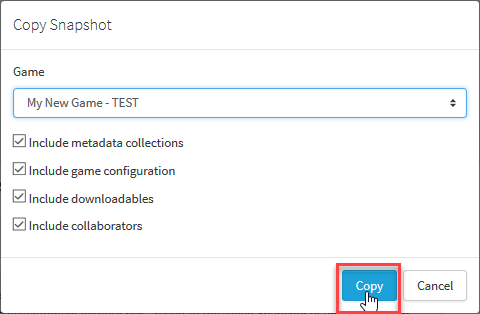 Copy Snapshot
Game
My New Game - TEST
Include metadata collections
Include game configuration
Include downloadables
Include collaborators
Copy Cancel